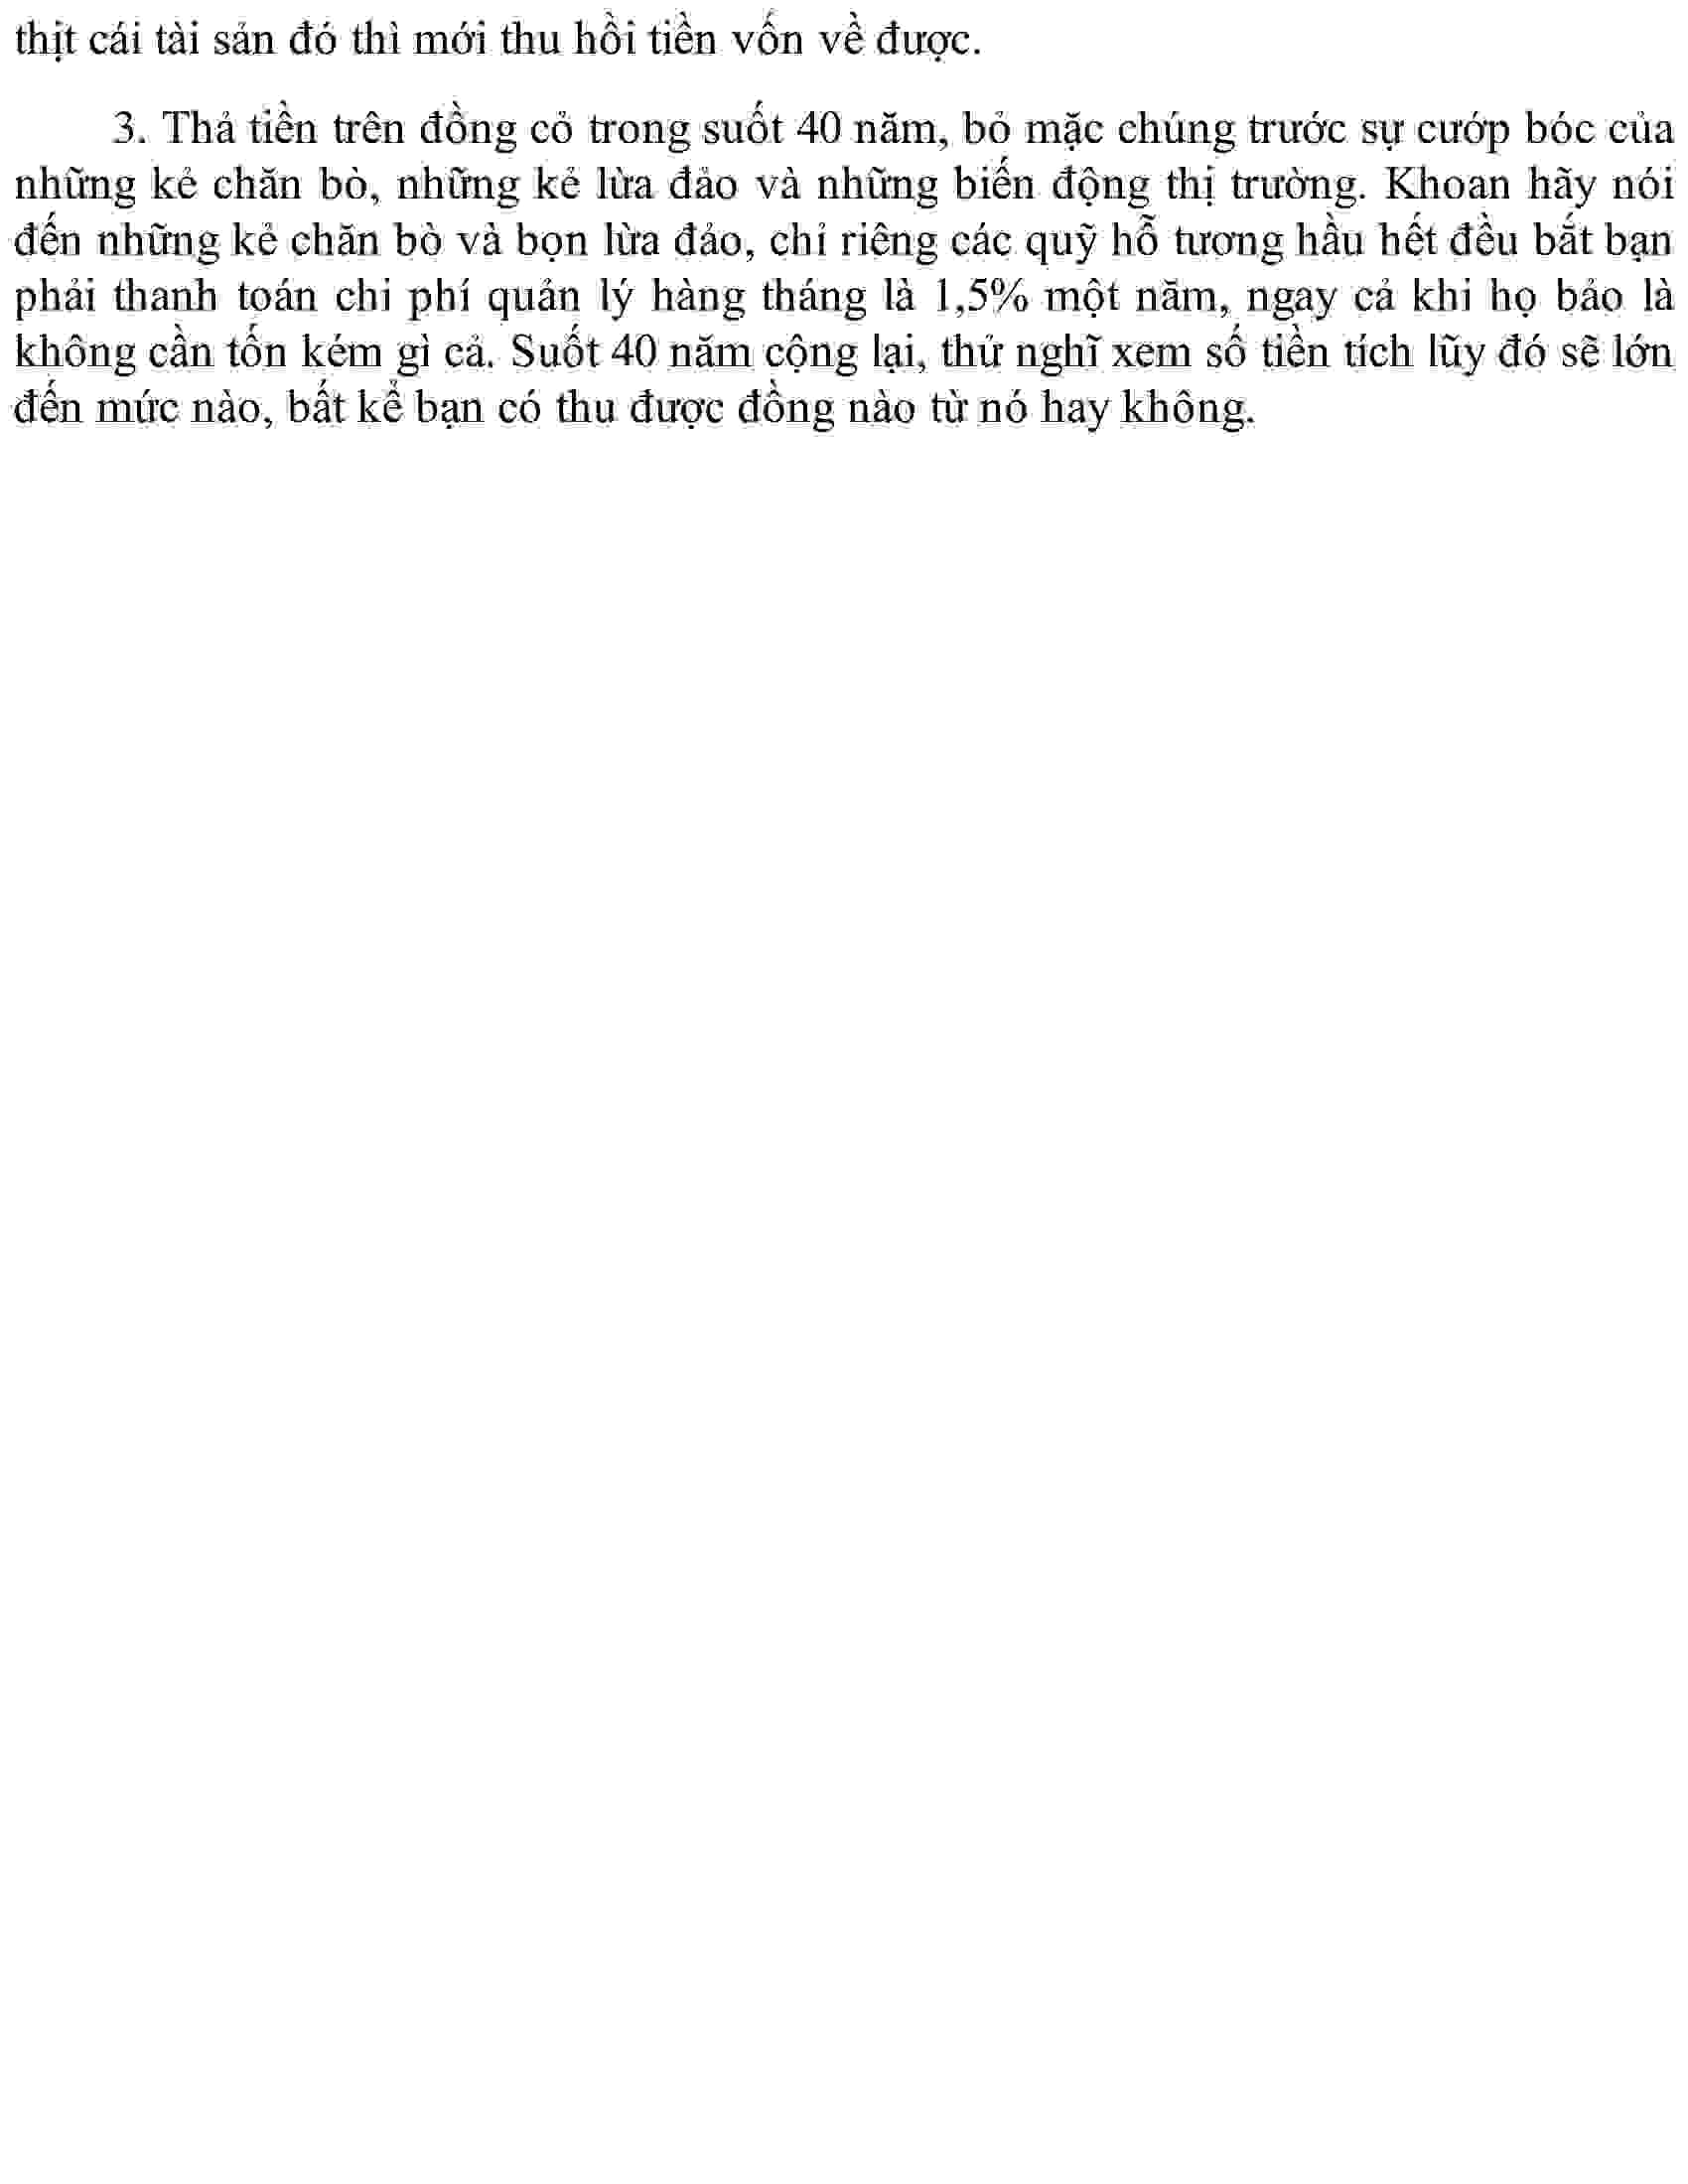 thịt cái tài sản đó thì mới thu hồi tiền vốn về được.
3. Thả tiền trên đồng cỏ trong suốt 40 năm, bỏ mặc chúng trước sự cướp bóc của
những kẻ chăn bò, những kẻ lừa đảo và những biến động thị trường. Khoan hãy nói
đến những kẻ chăn bò và bọn lừa đảo, chỉ riêng các quỹ hỗ tương hầu hết đều bắt bạn
phải thanh toán chi phí quản lý hàng tháng là 1,5% một năm, ngay cả khi họ bảo là
không cần tốn kém gì cả. Suốt 40 năm cộng lại, thử nghĩ xem số tiền tích lũy đó sẽ lớn
đến mức nào, bất kể bạn có thu được đồng nào từ nó hay không.